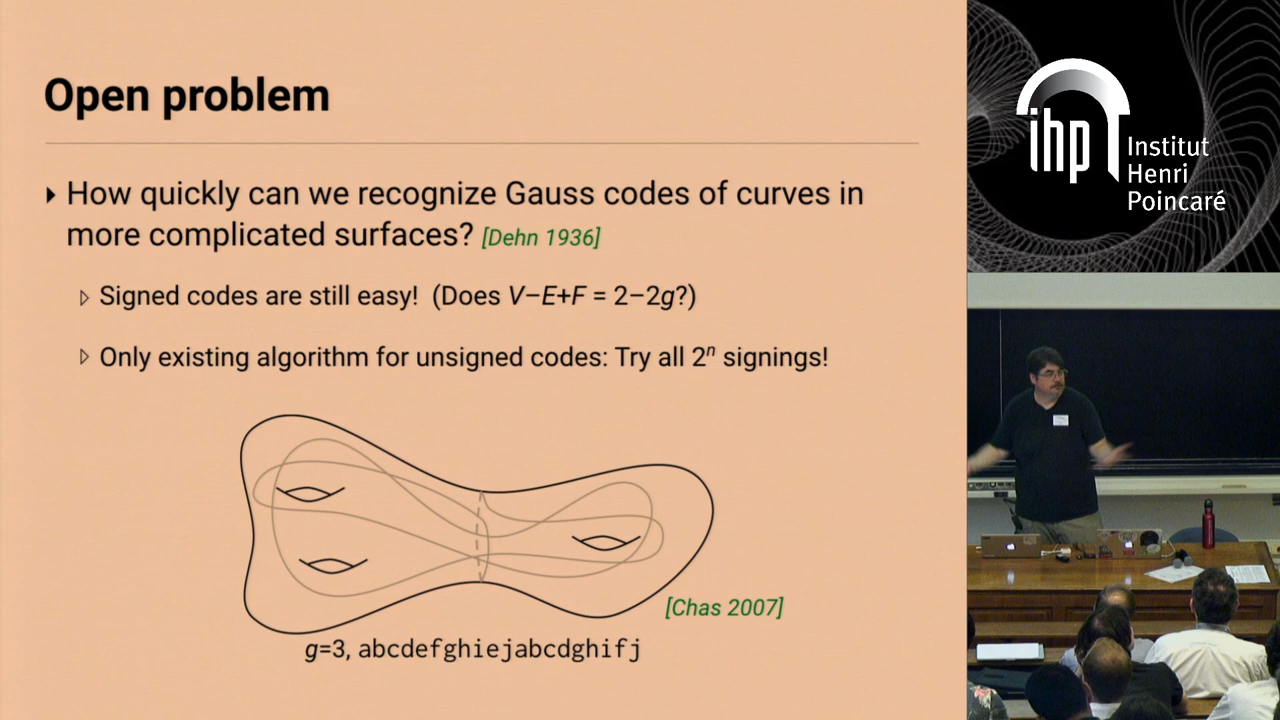 Open problem
How quickly can we recognize Gauss codes of curves in
more complicated surfaces? [Dehn 1936]
Signed codes are still easy! (Does V−E+F = 2−2g?)
Only existing algorithm for unsigned codes: Try all 2ⁿ signings!
[Chas 2007]
g=3, abcdefghiejabcdghifj
ihp
Institut
Henri
Poincaré